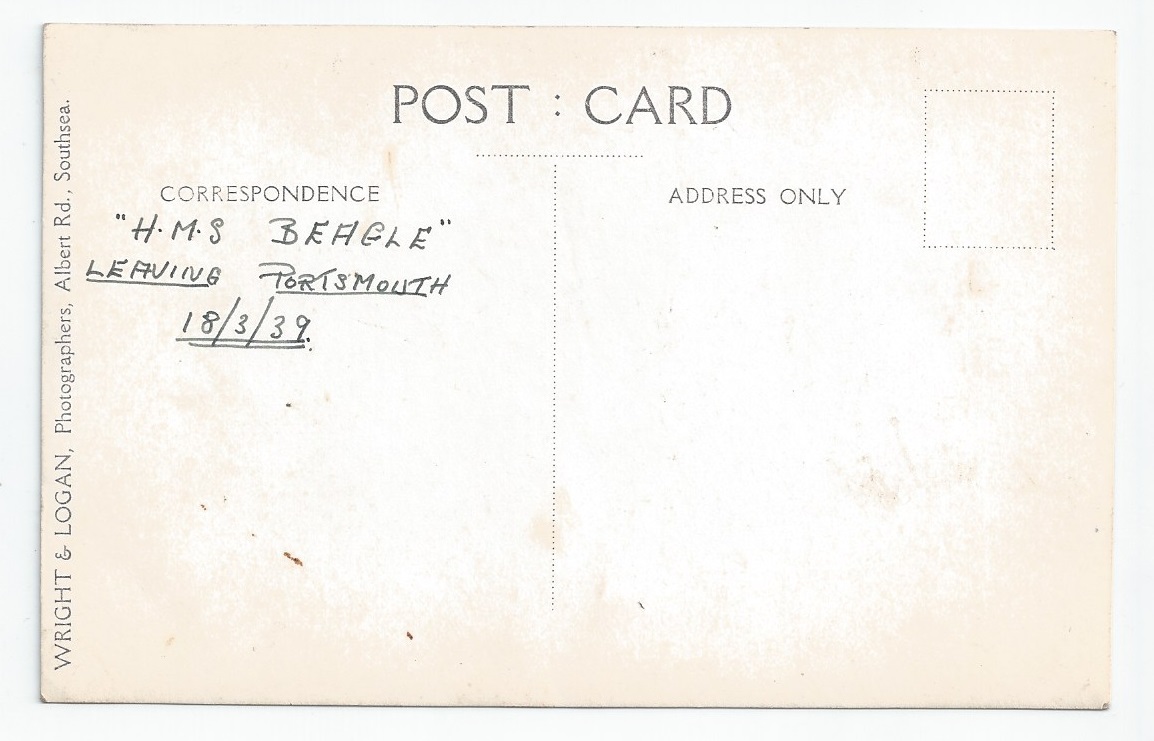 POST : CARD
CORRESPONDENCE
ADDRESS ONLY
"H.M.S BEAGLE"
LEAVING PORTSMOUTH
18/3/39.
WRIGHT & LOGAN, Photographers, Albert Rd., Southsea.